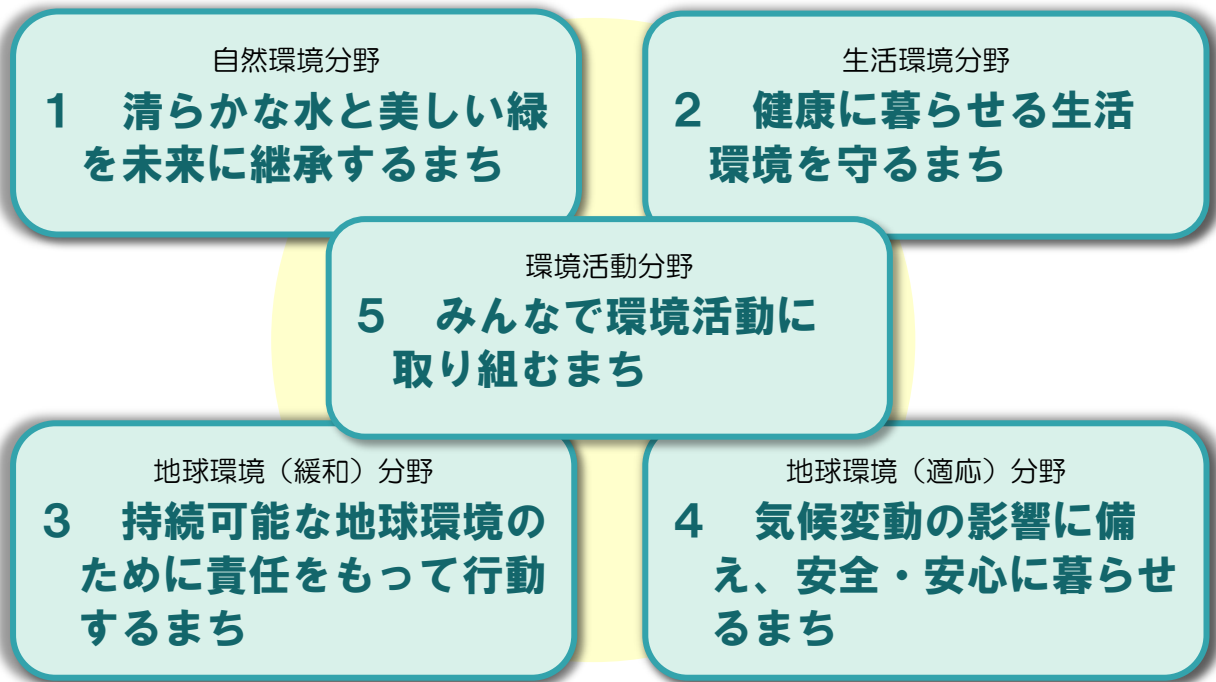 自然環境分野
1　清らかな水と美しい緑
を未来に継承するまち
生活環境分野
2　健康に暮らせる生活
環境を守るまち
環境活動分野
5　みんなで環境活動に
取り組むまち
地球環境（緩和）分野
3　持続可能な地球環境の
ために責任をもって行動
するまち
地球環境（適応）分野
4　気候変動の影響に備
え、安全・安心に暮らせ
るまち